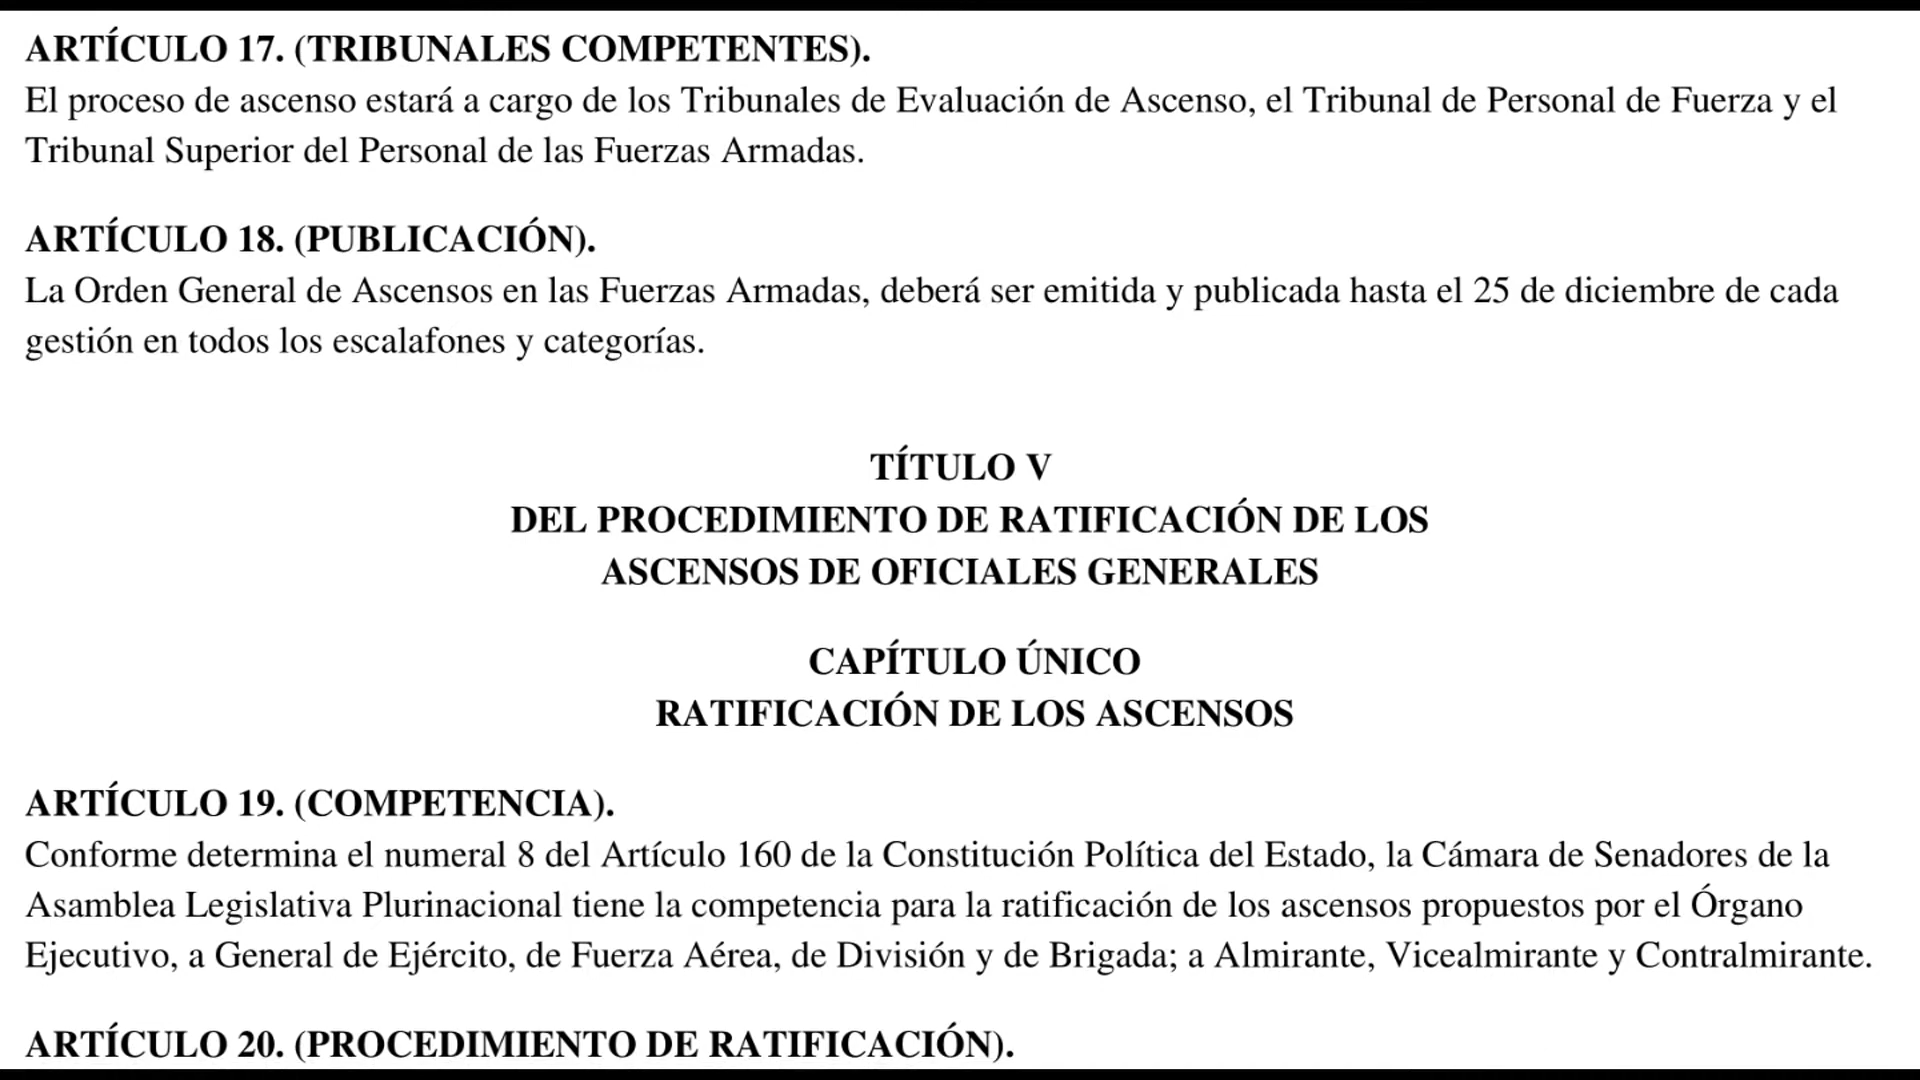 ARTÍCULO 17. (TRIBUNALES COMPETENTES).
El proceso de ascenso estará a cargo de los Tribunales de Evaluación de Ascenso, el Tribunal de Personal de Fuerza y el
Tribunal Superior del Personal de las Fuerzas Armadas.
ARTÍCULO 18. (PUBLICACIÓN).
La Orden General de Ascensos en las Fuerzas Armadas, deberá ser emitida y publicada hasta el 25 de diciembre de cada
gestión en todos los escalafones y categorías.
TÍTULO V
DEL PROCEDIMIENTO DE RATIFICACIÓN DE LOS
ASCENSOS DE OFICIALES GENERALES
CAPÍTULO ÚNICO
RATIFICACIÓN DE LOS ASCENSOS
ARTÍCULO 19. (COMPETENCIA).
Conforme determina el numeral 8 del Artículo 160 de la Constitución Política del Estado, la Cámara de Senadores de la
Asamblea Legislativa Plurinacional tiene la competencia para la ratificación de los ascensos propuestos por el Órgano
Ejecutivo, a General de Ejército, de Fuerza Aérea, de División y de Brigada; a Almirante, Vicealmirante y Contralmirante.
ARTÍCULO 20. (PROCEDIMIENTO DE RATIFICACIÓN).